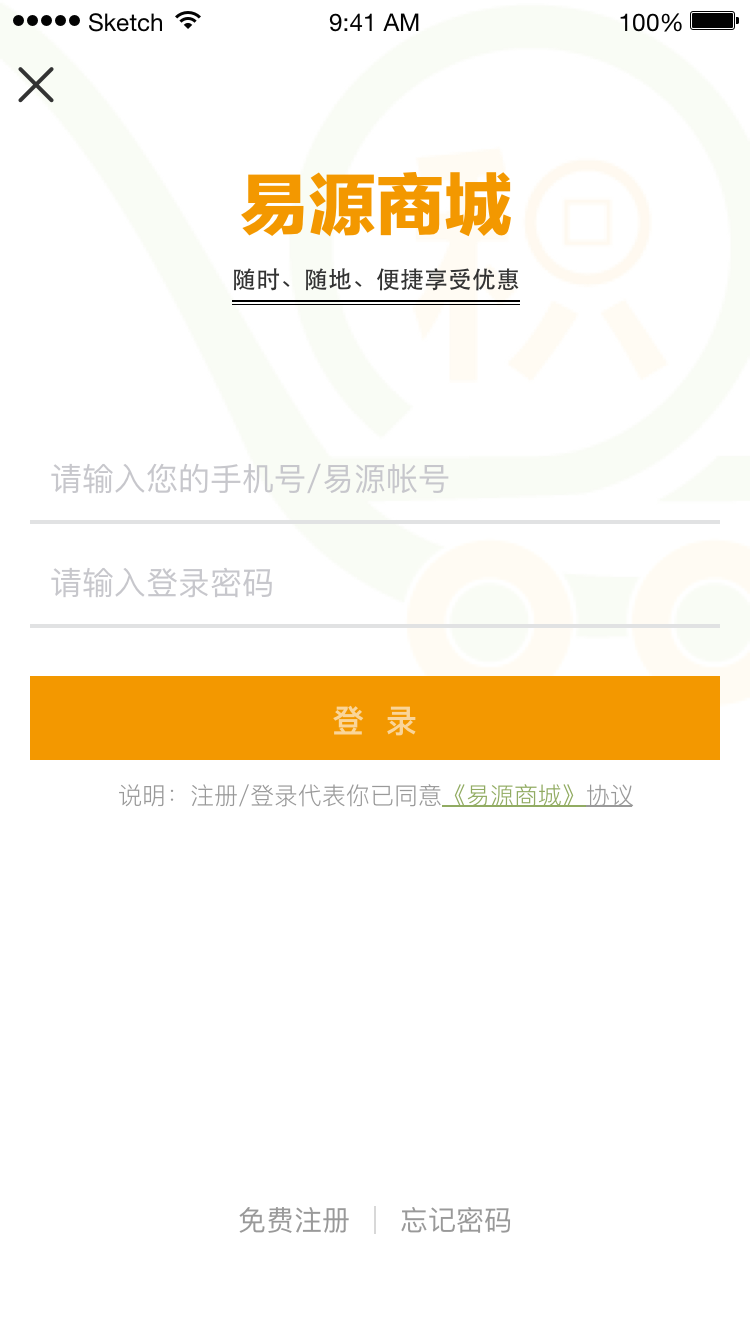 Sketch 9:41 AM 100%
易源商城
随时、随地、便捷享受优惠
积
请输入您的手机号/易源帐号
请输入登录密码
登 录
说明：注册/登录代表你已同意《易源商城》协议
免费注册 | 忘记密码